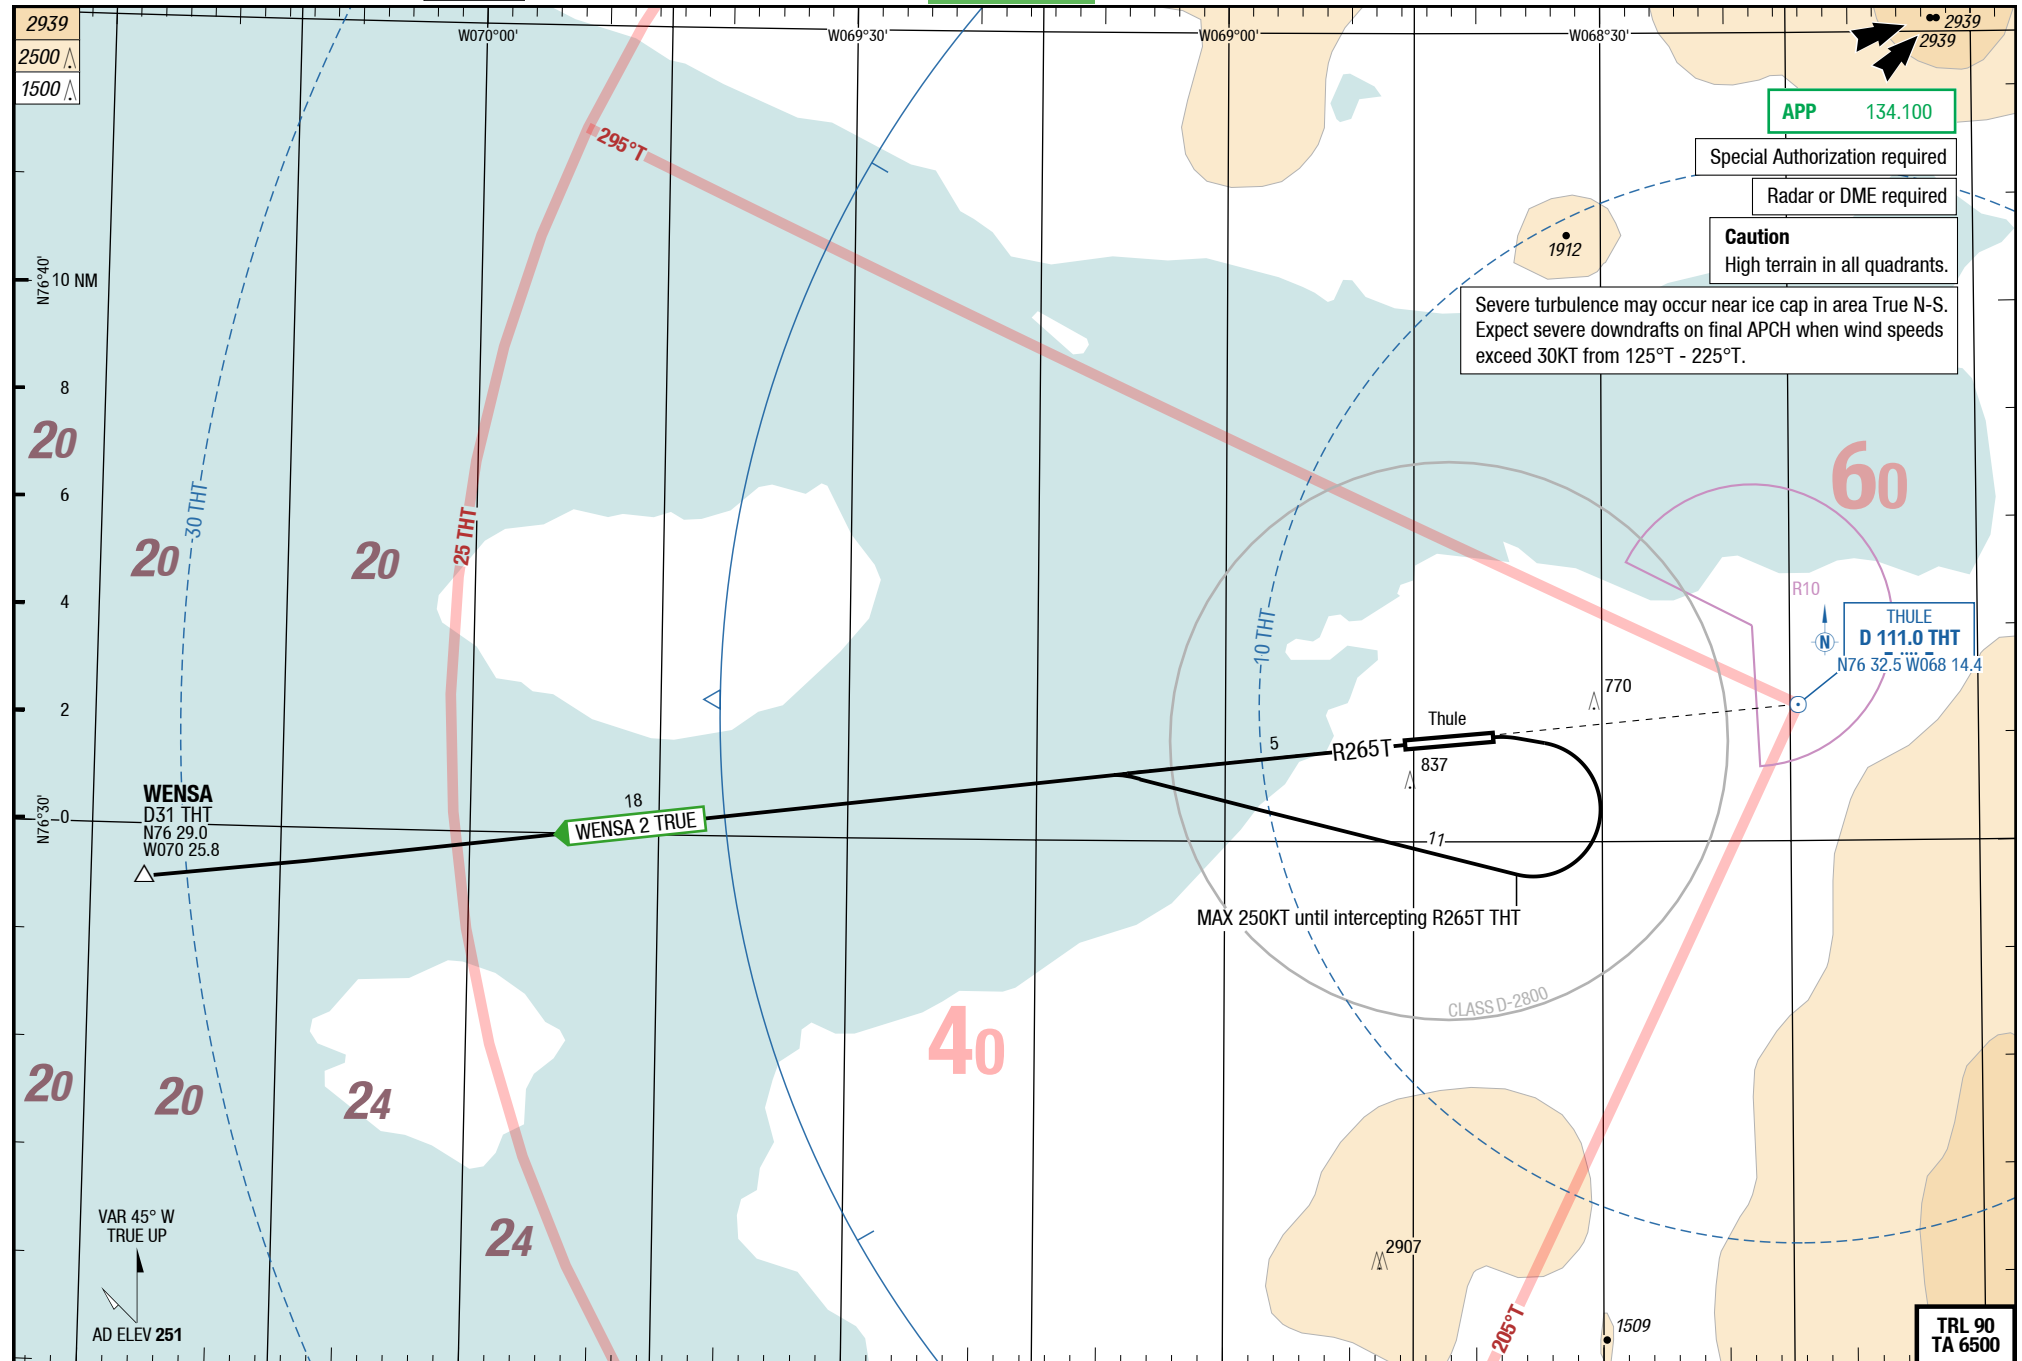 2939
2500
1500
W070°00'
W069°30'
W069°00'
W068°30'
2939
2939
APP 134.100
Special Authorization required
Radar or DME required
Caution
High terrain in all quadrants.
Severe turbulence may occur near ice cap in area True N-S.
Expect severe downdrafts on final APCH when wind speeds
exceed 30KT from 125°T - 225°T.
295°T
1912
N76°40'
10 NM
8
6
4
2
0
N76°30'
20
20
20
30 THT
25 THT
10 THT
60
R10
N
THULE
D 111.0 THT
N76 32.5 W068 14.4
770
Thule
R265T
5
837
18
WENSA 2 TRUE
WENSA
D31 THT
N76 29.0
W070 25.8
11
MAX 250KT until intercepting R265T THT
CLASS D-2800
40
20
20
24
24
2907
1509
205°T
VAR 45° W
TRUE UP
AD ELEV 251
TRL 90
TA 6500